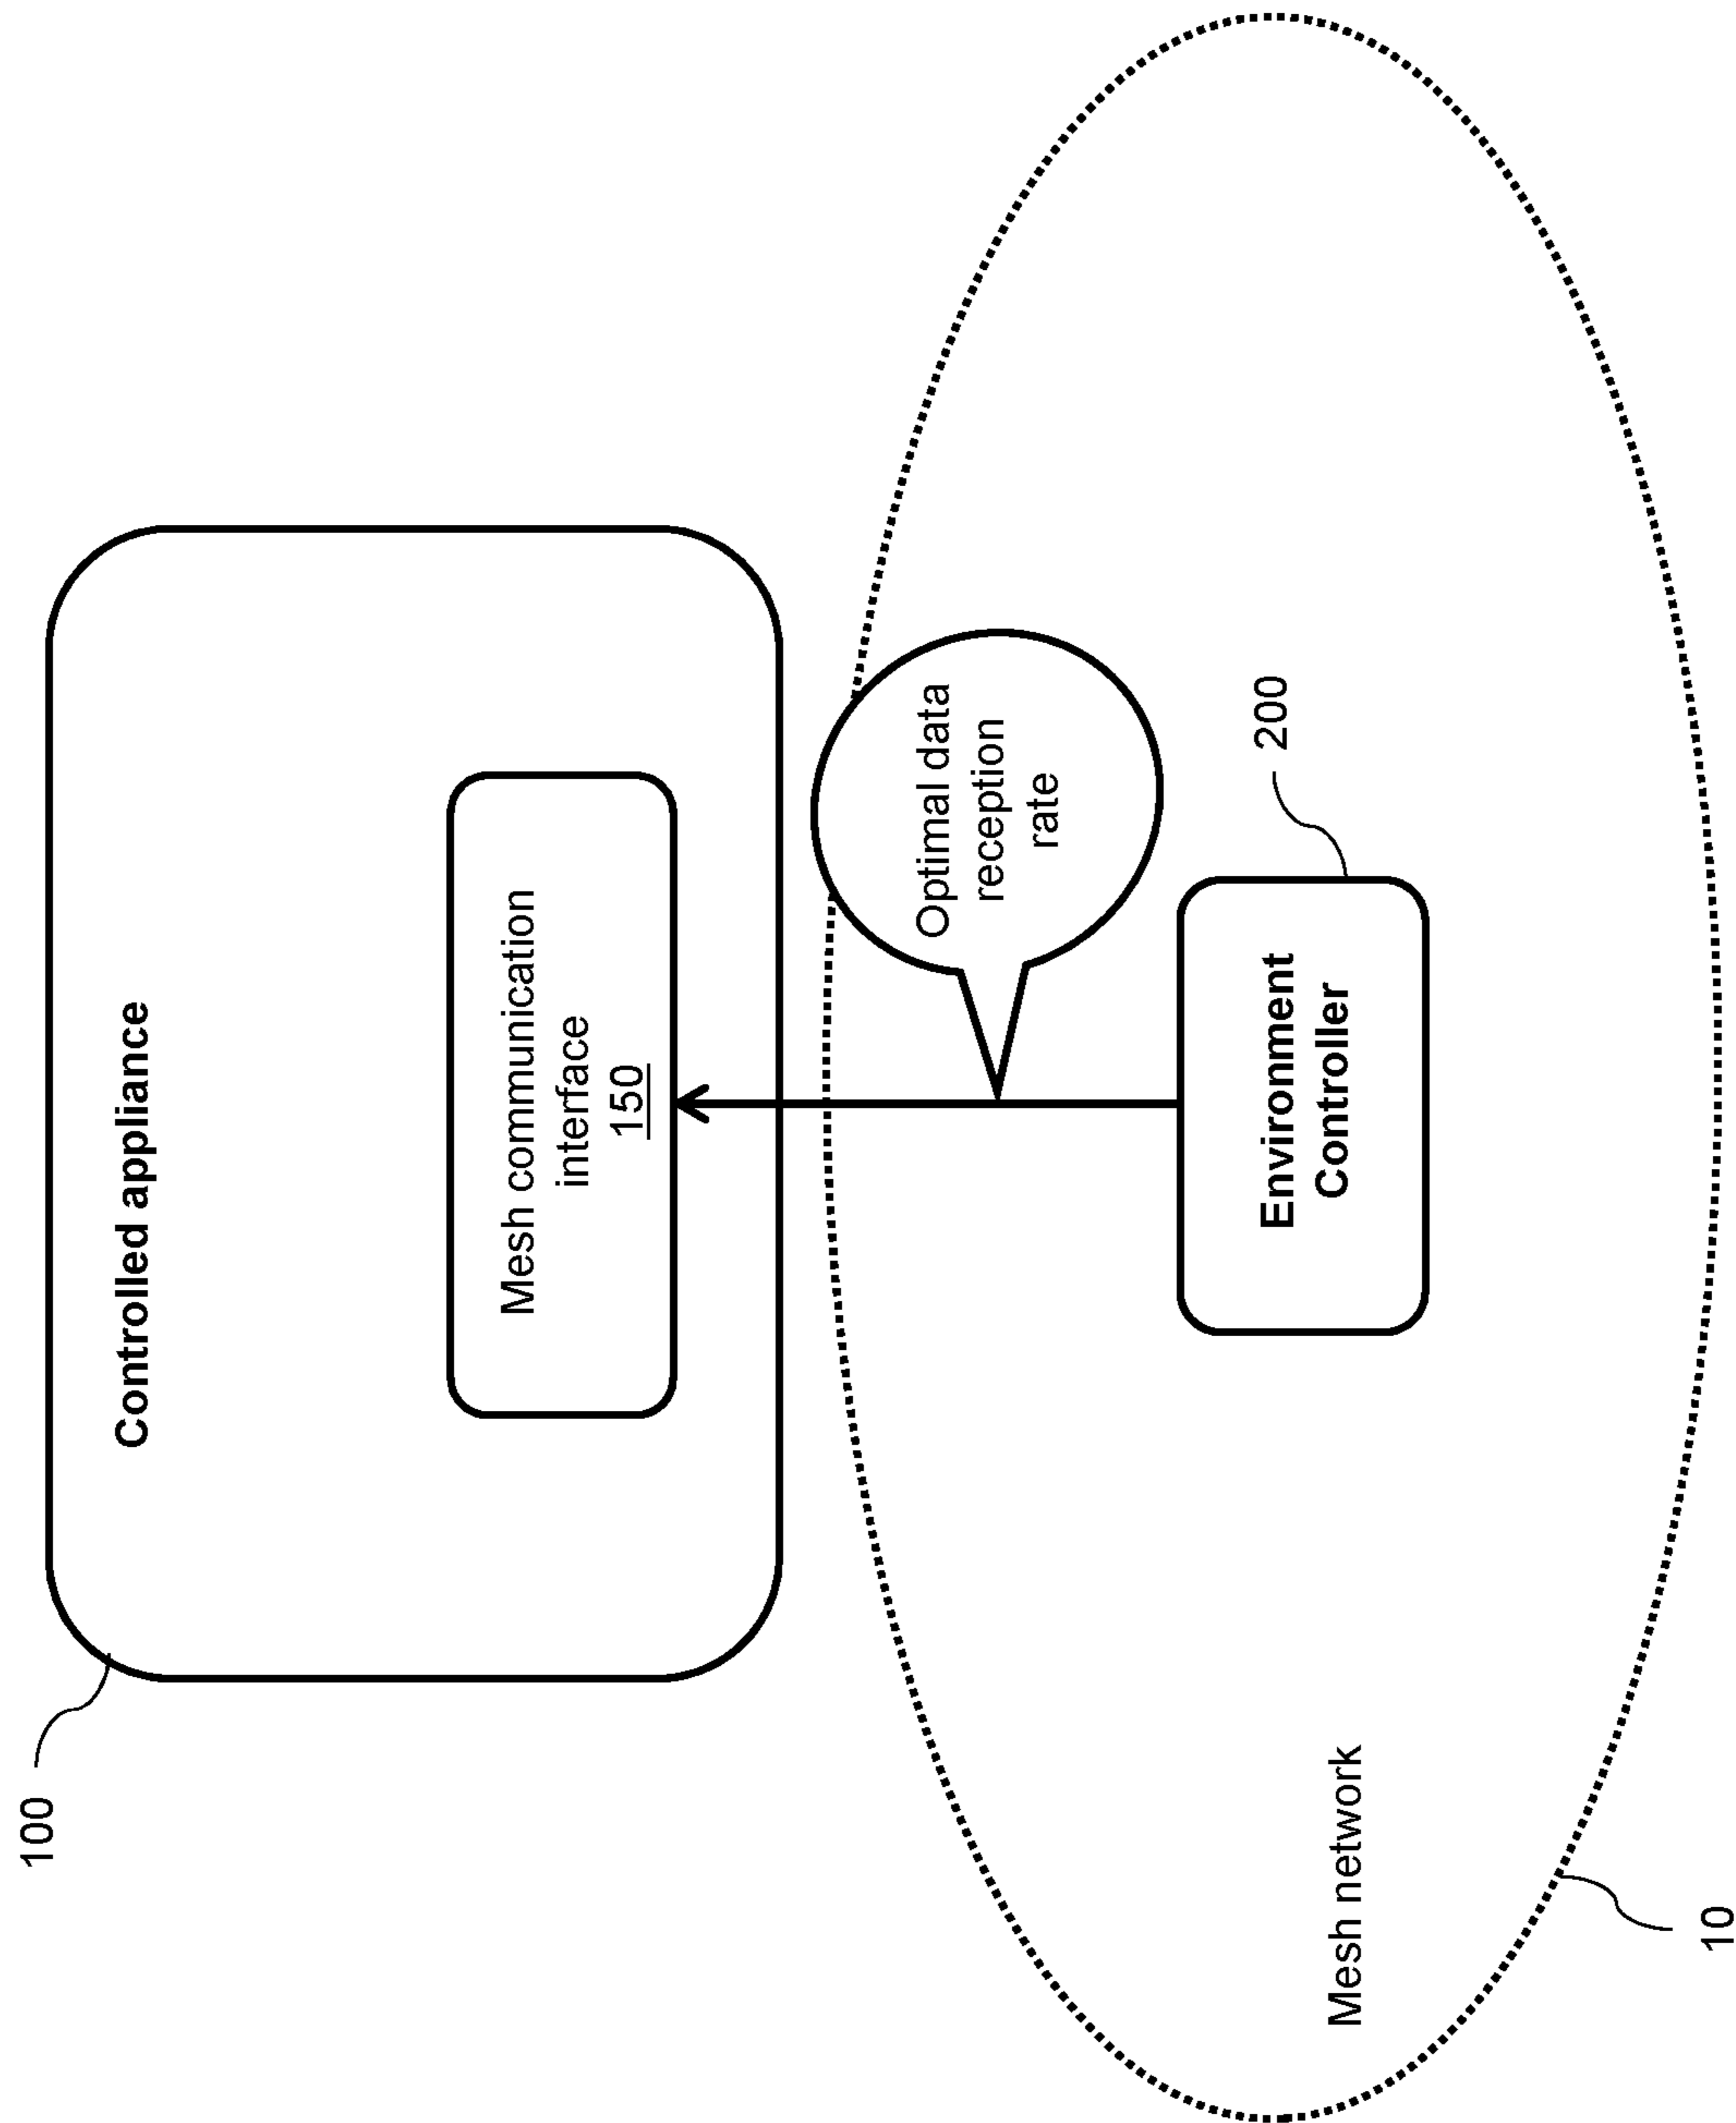 100
Controlled appliance
Mesh communication
interface
150
Optimal data
reception
rate
200
Environment
Controller
Mesh network
10